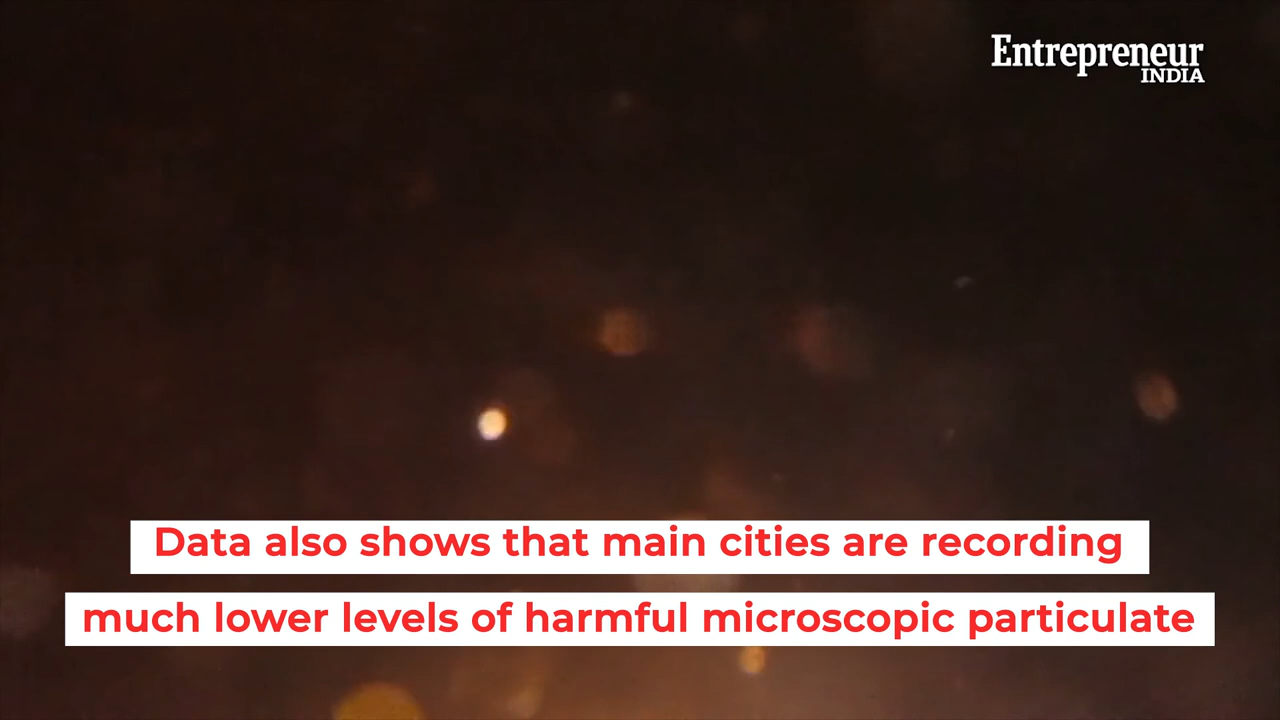 Entrepreneur
INDIA
Data also shows that main cities are recording
much lower levels of harmful microscopic particulate